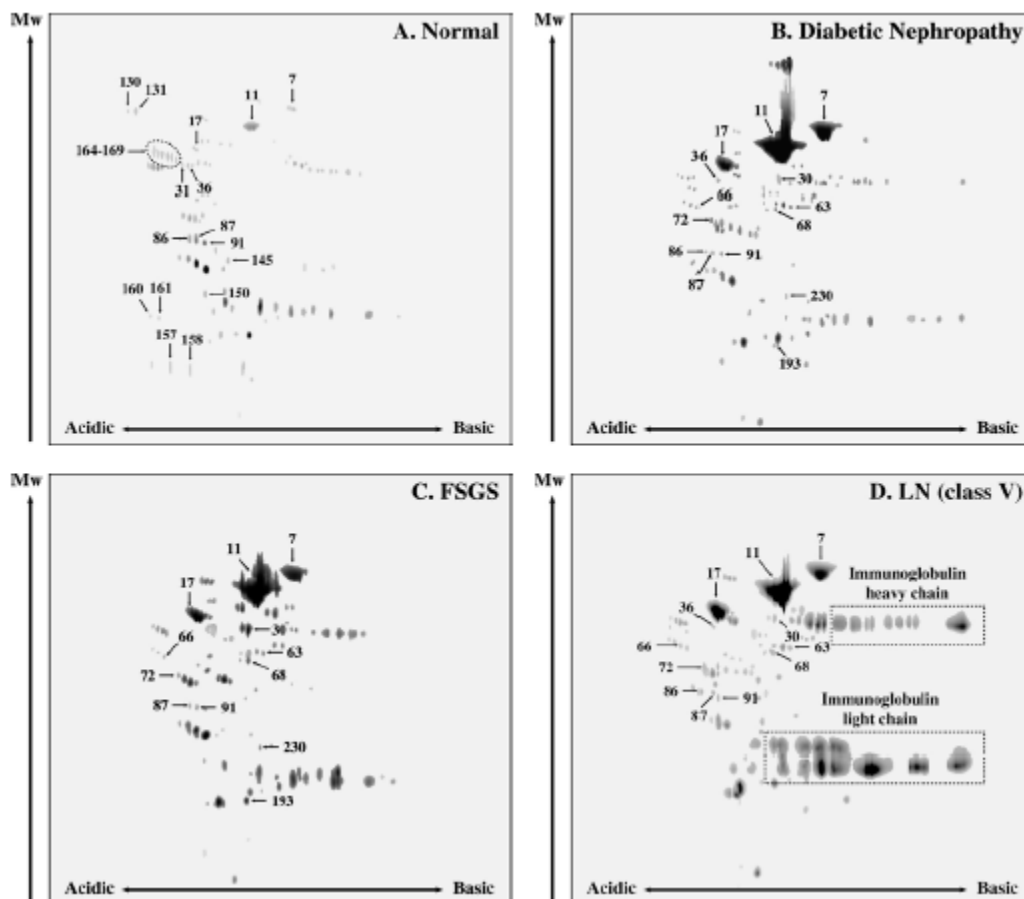 Mw
A. Normal
130
131
7
11
17
164-169
31
36
87
86
91
145
160
161
150
157
158
Acidic
Basic
Mw
B. Diabetic Nephropathy
11
7
17
36
30
66
63
72
68
86
91
87
230
193
Acidic
Basic
Mw
C. FSGS
11
7
17
30
66
63
72
68
87
91
230
193
Acidic
Basic
Mw
D. LN (class V)
7
11
17
Immunoglobulin
heavy chain
36
30
66
63
68
72
86
91
87
Immunoglobulin
light chain
Acidic
Basic